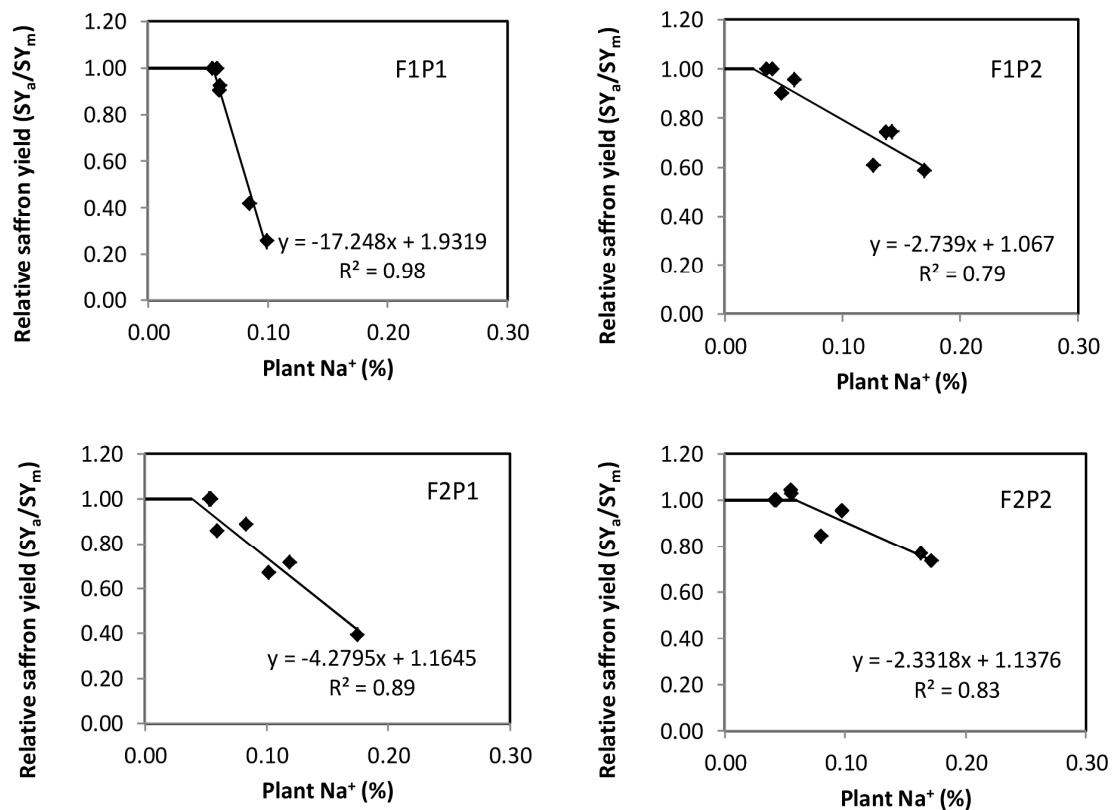 Relative saffron yield (SYa/SYm)
1.20
1.00
0.80
0.60
0.40
0.20
0.00
F1P1
y = -17.248x + 1.9319
R² = 0.98
0.00 0.10 0.20 0.30
Plant Na⁺ (%)
Relative saffron yield (SYa/SYm)
1.20
1.00
0.80
0.60
0.40
0.20
0.00
F1P2
y = -2.739x + 1.067
R² = 0.79
0.00 0.10 0.20 0.30
Plant Na⁺ (%)
Relative saffron yield (SYa/SYm)
1.20
1.00
0.80
0.60
0.40
0.20
0.00
F2P1
y = -4.2795x + 1.1645
R² = 0.89
0.00 0.10 0.20 0.30
Plant Na⁺ (%)
Relative saffron yield (SYa/SYm)
1.20
1.00
0.80
0.60
0.40
0.20
0.00
F2P2
y = -2.3318x + 1.1376
R² = 0.83
0.00 0.10 0.20 0.30
Plant Na⁺ (%)